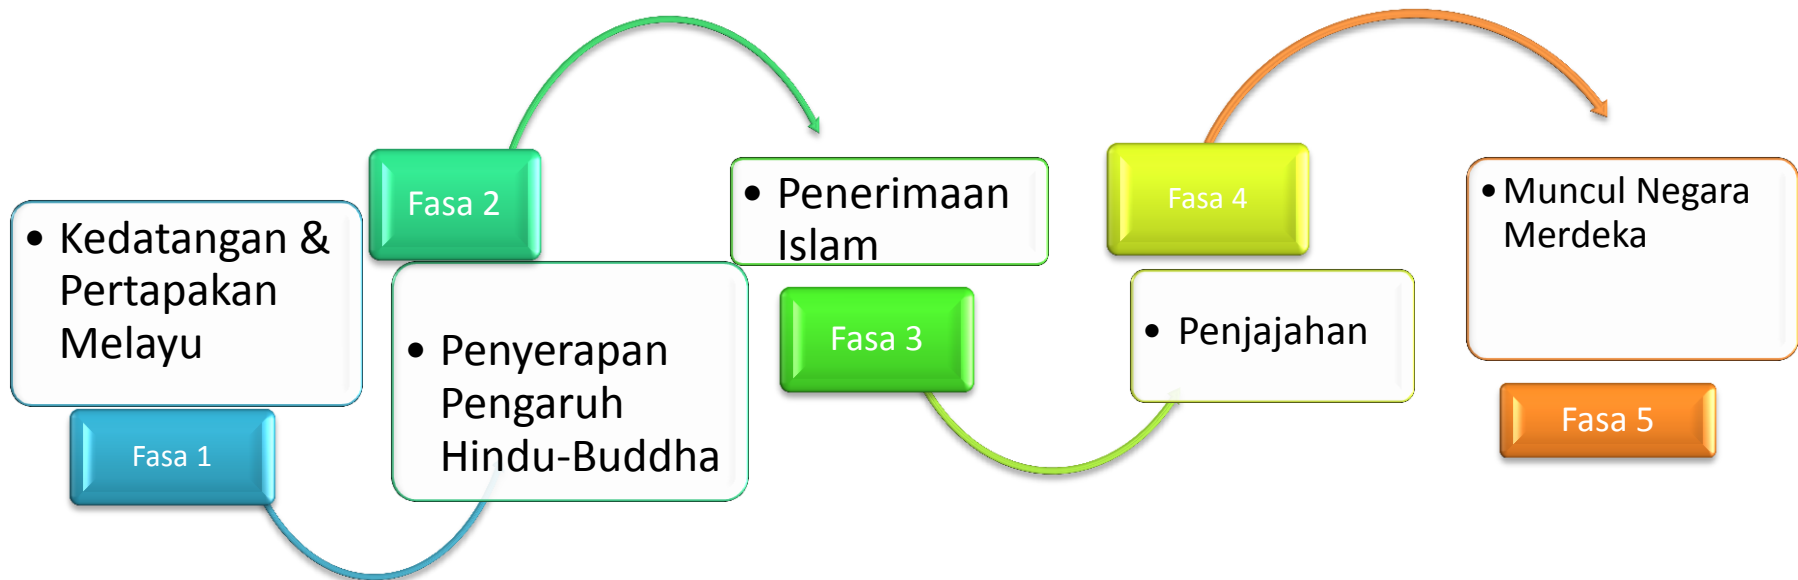 • Kedatangan &
Pertapakan
Melayu
Fasa 1
Fasa 2
• Penyerapan
Pengaruh
Hindu-Buddha
• Penerimaan
Islam
Fasa 3
Fasa 4
• Penjajahan
• Muncul Negara
Merdeka
Fasa 5